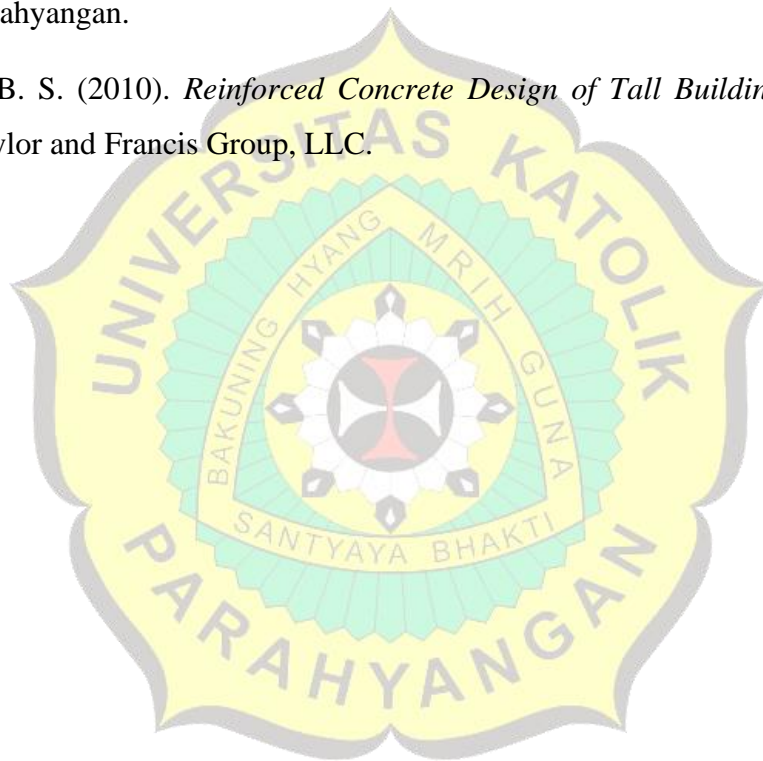 ahyangan.
B. S. (2010). Reinforced Concrete Design of Tall Buildin
ylor and Francis Group, LLC.
UNIVERSITAS KATOLIK
PARAHYANGAN
BAKUNING HYANG MRIH GUNA
SANTYAYA BHAKTI